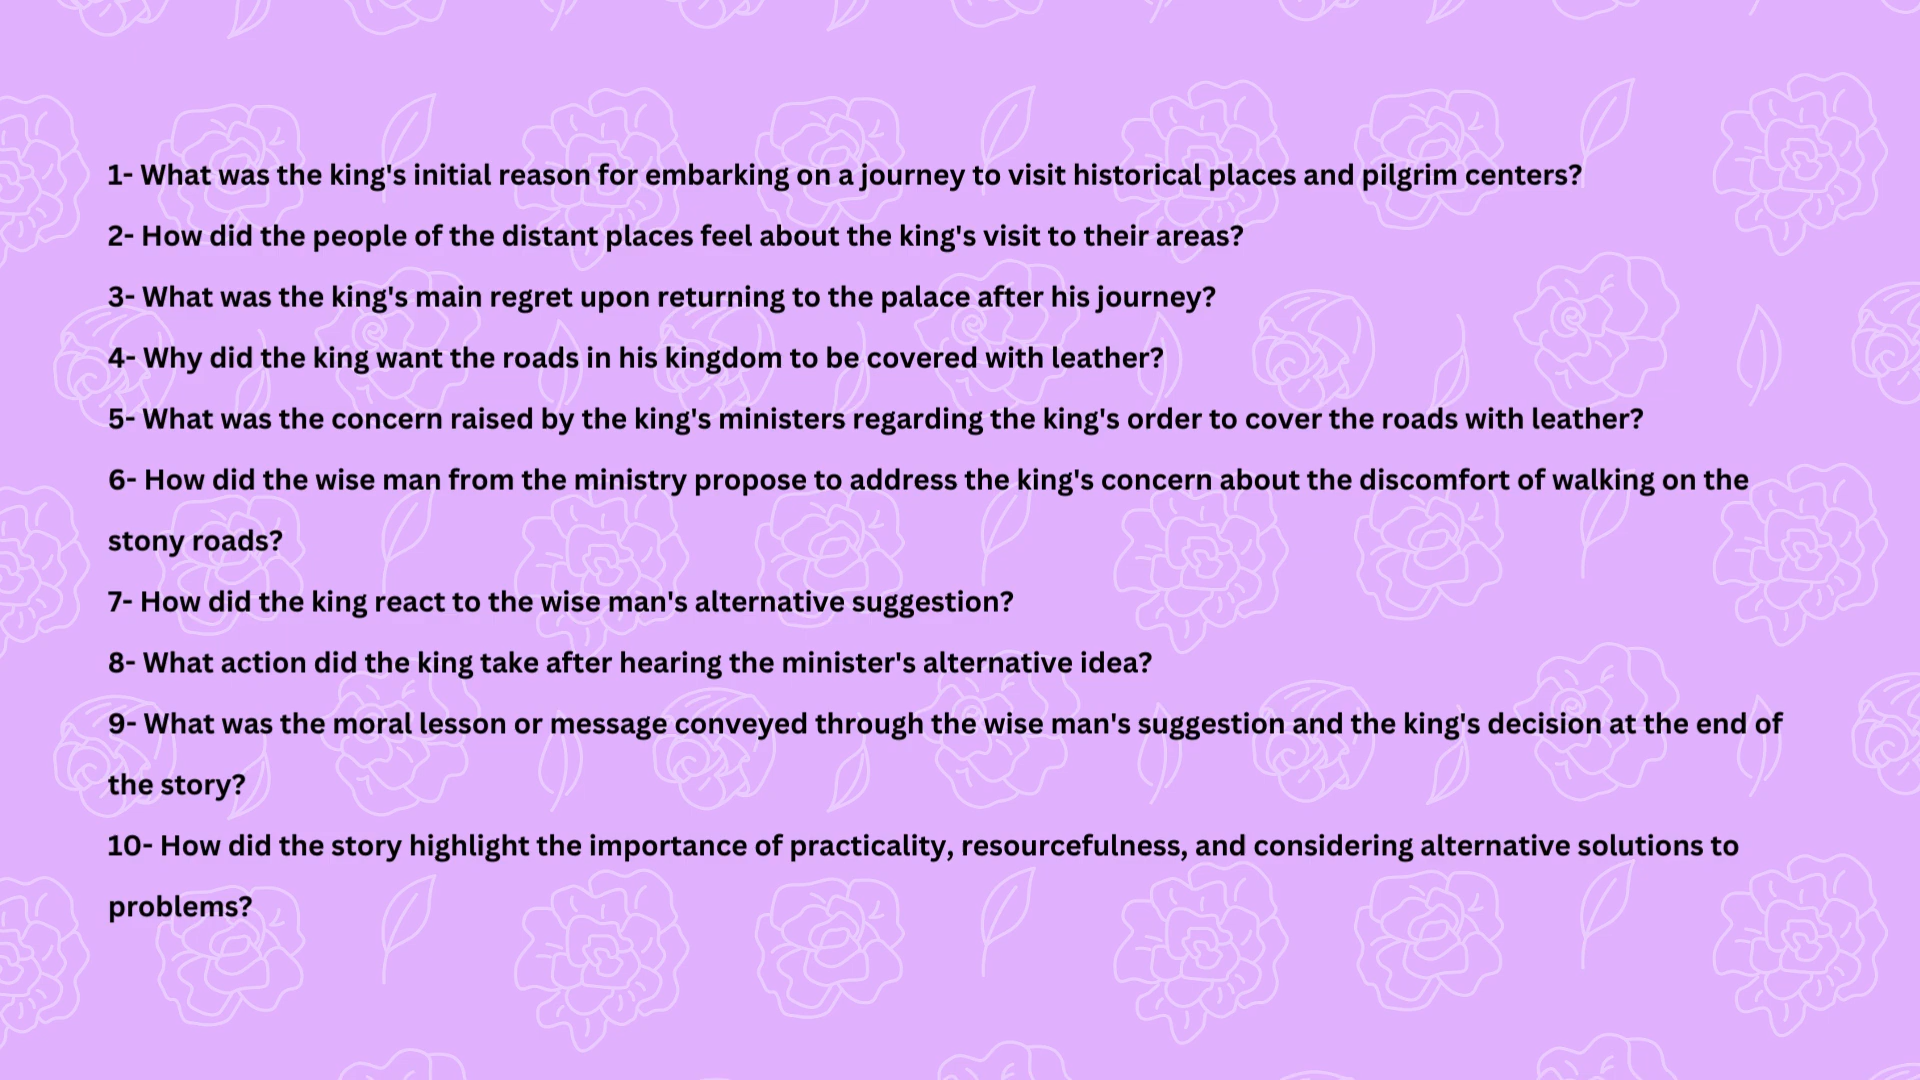 1- What was the king's initial reason for embarking on a journey to visit historical places and pilgrim centers?
2- How did the people of the distant places feel about the king's visit to their areas?
3- What was the king's main regret upon returning to the palace after his journey?
4- Why did the king want the roads in his kingdom to be covered with leather?
5- What was the concern raised by the king's ministers regarding the king's order to cover the roads with leather?
6- How did the wise man from the ministry propose to address the king's concern about the discomfort of walking on the
stony roads?
7- How did the king react to the wise man's alternative suggestion?
8- What action did the king take after hearing the minister's alternative idea?
9- What was the moral lesson or message conveyed through the wise man's suggestion and the king's decision at the end of
the story?
10- How did the story highlight the importance of practicality, resourcefulness, and considering alternative solutions to
problems?